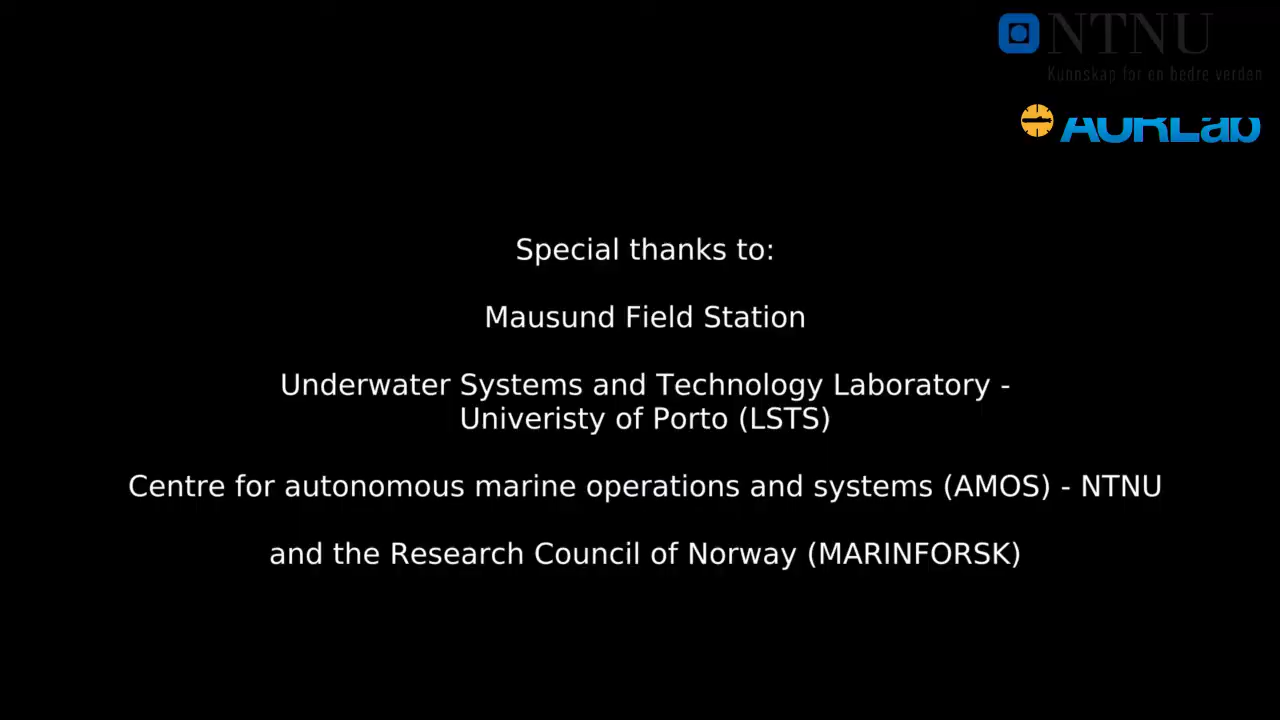 NTNU
Kunnskap for en bedre verden
AURLab
Special thanks to:
Mausund Field Station
Underwater Systems and Technology Laboratory -
Univeristy of Porto (LSTS)
Centre for autonomous marine operations and systems (AMOS) - NTNU
and the Research Council of Norway (MARINFORSK)